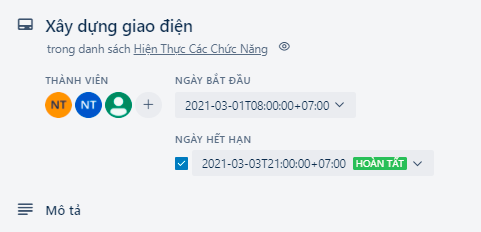 Xây dựng giao diện
trong danh sách Hiện Thực Các Chức Năng
THÀNH VIÊN
NT NT +
NGÀY BẮT ĐẦU
2021-03-01T08:00:00+07:00
NGÀY HẾT HẠN
2021-03-03T21:00:00+07:00 HOÀN TẤT
Mô tả